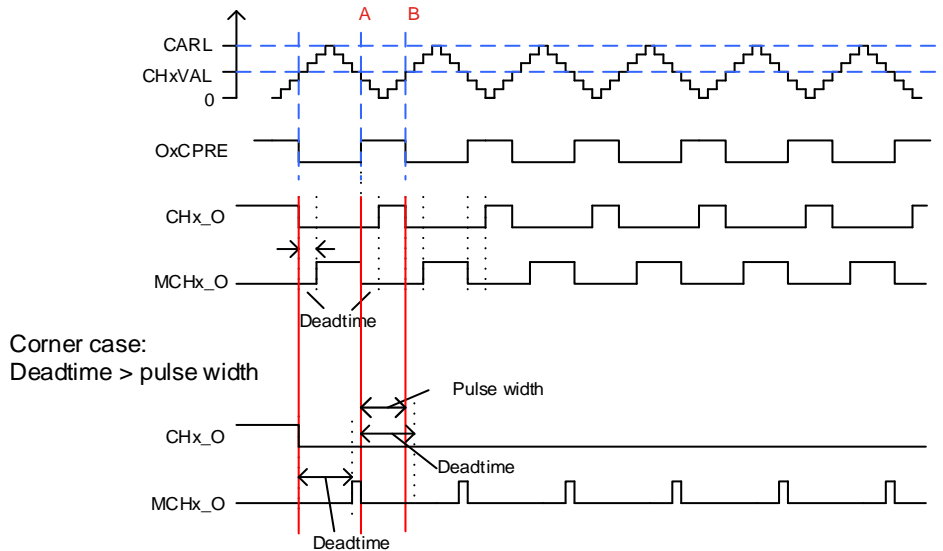 A B
CARL
CHxVAL
0
OxCPRE
CHx_O
MCHx_O
Deadtime
Corner case:
Deadtime > pulse width
Pulse width
CHx_O
Deadtime
MCHx_O
Deadtime